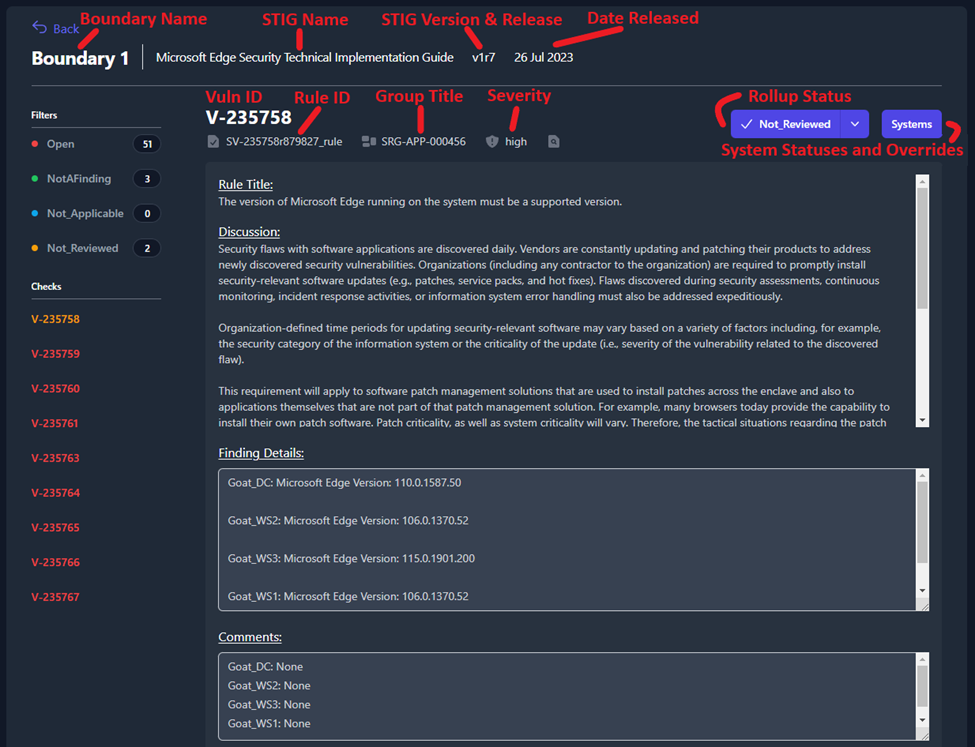 Back
Boundary Name
STIG Name
STIG Version & Release
Date Released
Boundary 1
Microsoft Edge Security Technical Implementation Guide
v1r7
26 Jul 2023
Filters
Open 51
NotAFinding 3
Not_Applicable 0
Not_Reviewed 2
Checks
V-235758
V-235759
V-235760
V-235761
V-235763
V-235764
V-235765
V-235766
V-235767
Vuln ID
Rule ID
Group Title
Severity
Rollup Status
V-235758
Not_Reviewed
Systems
SV-235758r879827_rule
SRG-APP-000456
high
System Statuses and Overrides
Rule Title:
The version of Microsoft Edge running on the system must be a supported version.
Discussion:
Security flaws with software applications are discovered daily. Vendors are constantly updating and patching their products to address
newly discovered security vulnerabilities. Organizations (including any contractor to the organization) are required to promptly install
security-relevant software updates (e.g., patches, service packs, and hot fixes). Flaws discovered during security assessments, continuous
monitoring, incident response activities, or information system error handling must also be addressed expeditiously.
Organization-defined time periods for updating security-relevant software may vary based on a variety of factors including, for example,
the security category of the information system or the criticality of the update (i.e., severity of the vulnerability related to the discovered
flaw).
This requirement will apply to software patch management solutions that are used to install patches across the enclave and also to
applications themselves that are not part of that patch management solution. For example, many browsers today provide the capability to
install their own patch software. Patch criticality, as well as system criticality will vary. Therefore, the tactical situations regarding the patch
Finding Details:
Goat_DC: Microsoft Edge Version: 110.0.1587.50
Goat_WS2: Microsoft Edge Version: 106.0.1370.52
Goat_WS3: Microsoft Edge Version: 115.0.1901.200
Goat_WS1: Microsoft Edge Version: 106.0.1370.52
Comments:
Goat_DC: None
Goat_WS2: None
Goat_WS3: None
Goat_WS1: None